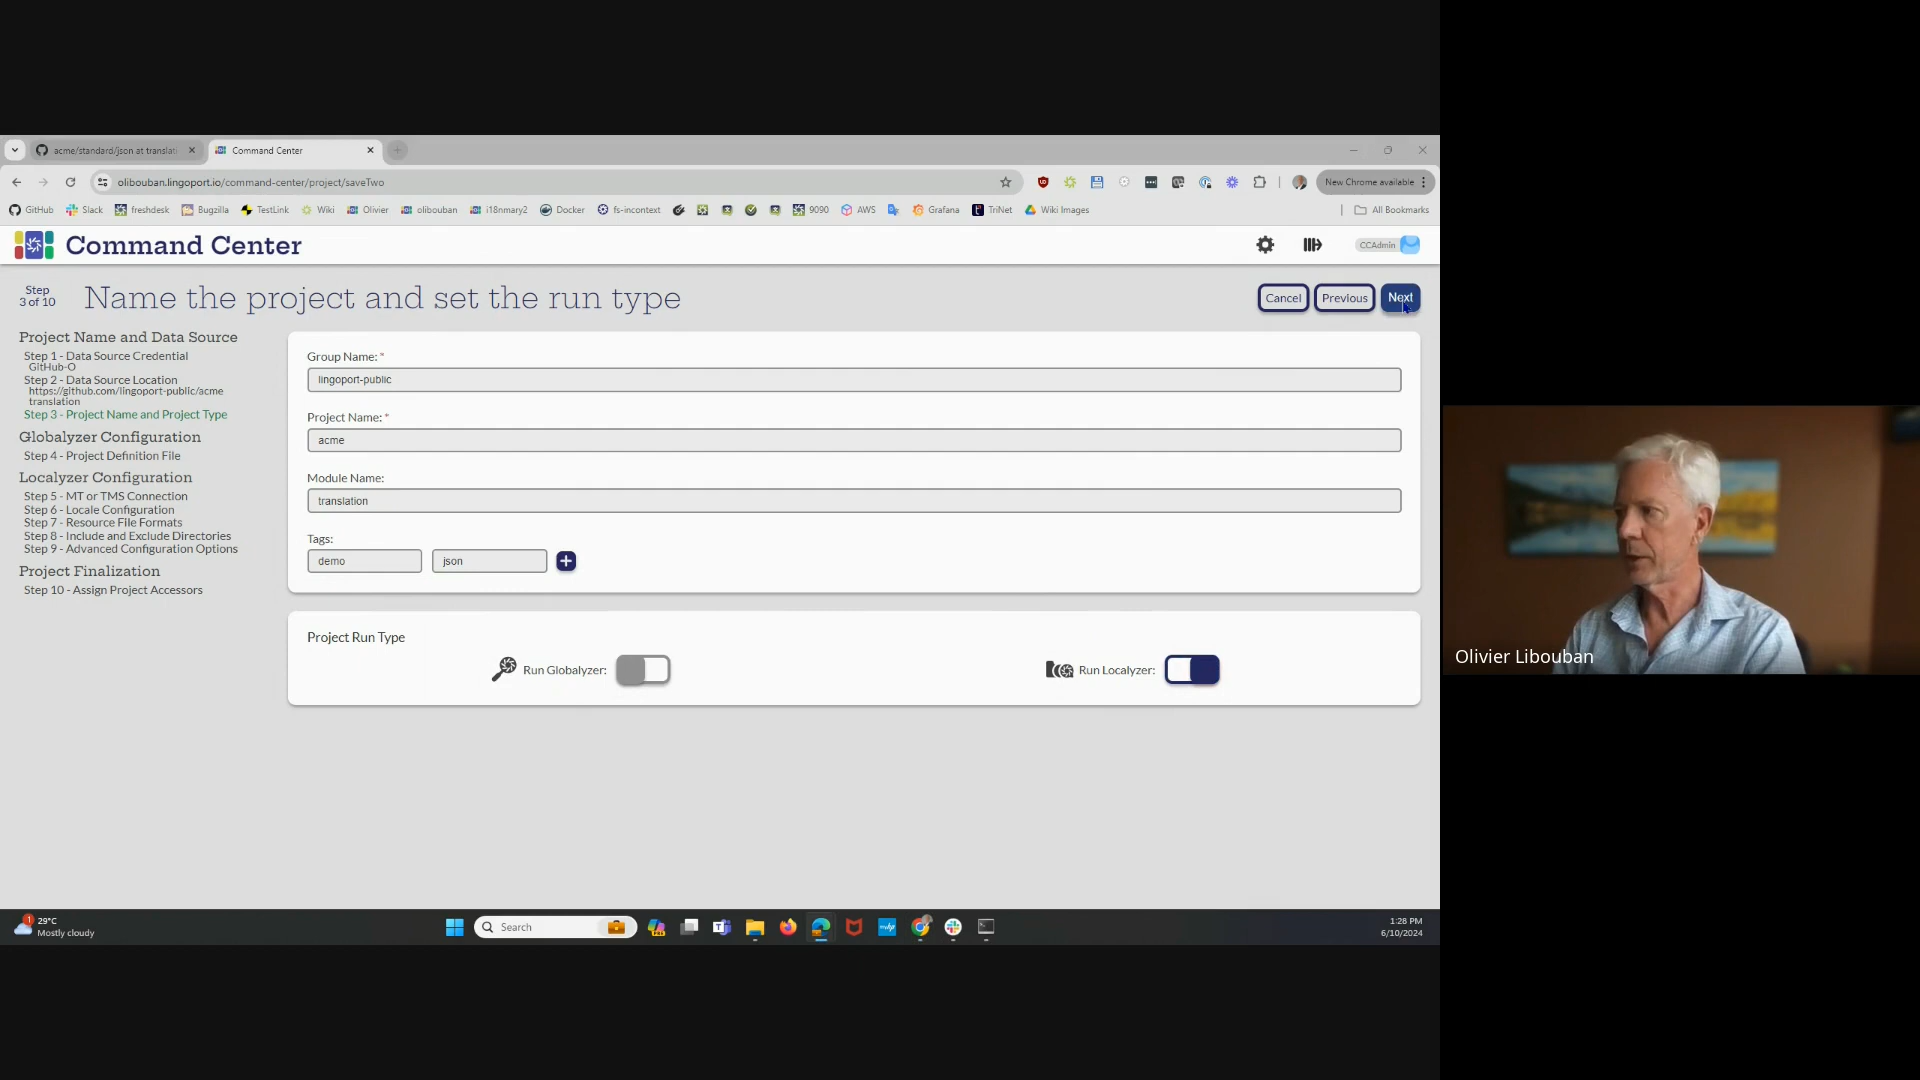 acme/standard/json at translati
Command Center
olibouban.lingoport.io/command-center/project/saveTwo
New Chrome available
GitHub
Slack
freshdesk
Bugzilla
TestLink
Wiki
Olivier
olibouban
i18nmary2
Docker
fs-incontext
9090
AWS
Grafana
TriNet
Wiki Images
All Bookmarks
Command Center
CCAdmin
Step
3 of 10
Name the project and set the run type
Cancel
Previous
Next
Project Name and Data Source
Step 1 - Data Source Credential
GitHub-O
Step 2 - Data Source Location
https://github.com/lingoport-public/acme
translation
Step 3 - Project Name and Project Type
Globalyzer Configuration
Step 4 - Project Definition File
Localyzer Configuration
Step 5 - MT or TMS Connection
Step 6 - Locale Configuration
Step 7 - Resource File Formats
Step 8 - Include and Exclude Directories
Step 9 - Advanced Configuration Options
Project Finalization
Step 10 - Assign Project Accessors
Group Name: *
lingoport-public
Project Name: *
acme
Module Name:
translation
Tags:
demo
json
Project Run Type
Run Globalyzer:
Run Localyzer:
Olivier Libouban
1
29°C
Mostly cloudy
Search
1:28 PM
6/10/2024